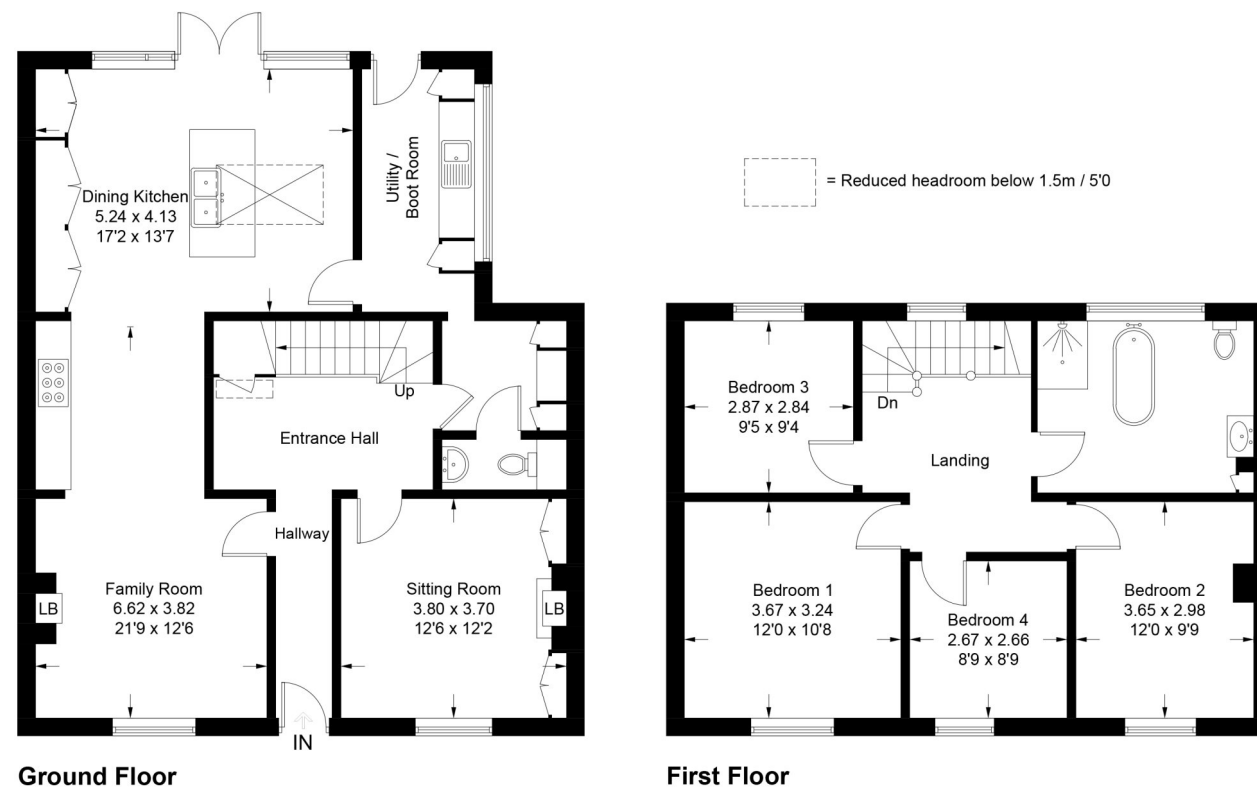 Dining Kitchen
5.24 x 4.13
17'2 x 13'7
Utility /
Boot Room
= Reduced headroom below 1.5m / 5'0
Up
Entrance Hall
Hallway
Family Room
6.62 x 3.82
21'9 x 12'6
LB
Sitting Room
3.80 x 3.70
12'6 x 12'2
LB
IN
Ground Floor
Bedroom 3
2.87 x 2.84
9'5 x 9'4
Dn
Landing
Bedroom 1
3.67 x 3.24
12'0 x 10'8
Bedroom 4
2.67 x 2.66
8'9 x 8'9
Bedroom 2
3.65 x 2.98
12'0 x 9'9
First Floor